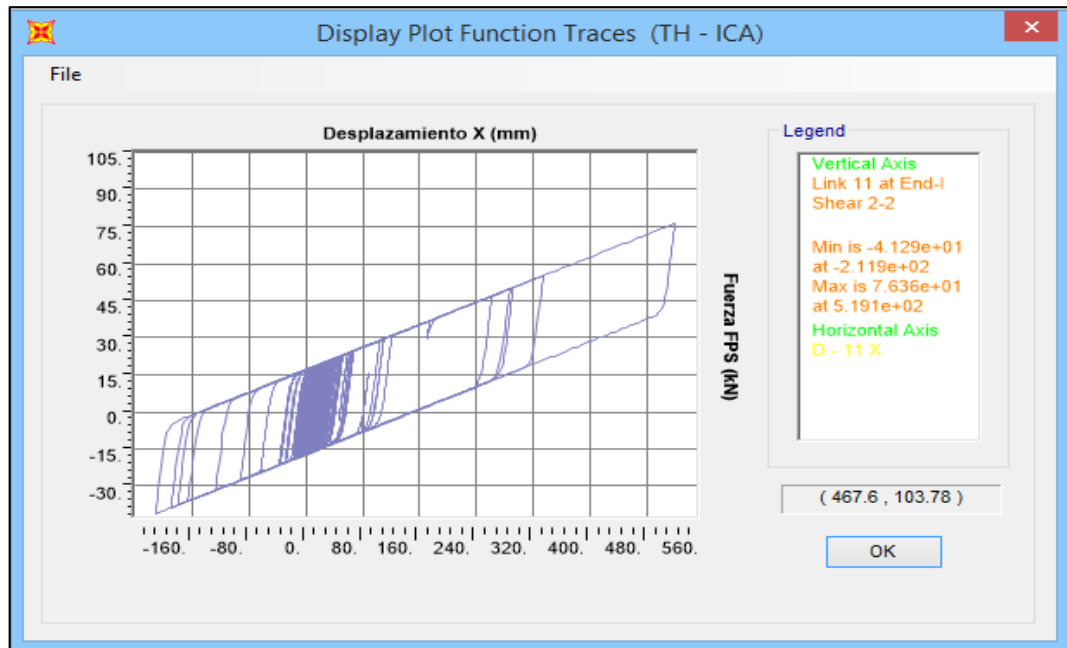 Display Plot Function Traces (TH - ICA)
File
Desplazamiento X (mm)
105.
90.
75.
60.
45.
30.
15.
0.
-15.
-30.
-160. -80. 0. 80. 160. 240. 320. 400. 480. 560.
Fuerza FPS (kN)
Legend
Vertical Axis
Link 11 at End-I
Shear 2-2
Min is -4.129e+01
at -2.119e+02
Max is 7.636e+01
at 5.191e+02
Horizontal Axis
D - 11 X
( 467.6 , 103.78 )
OK